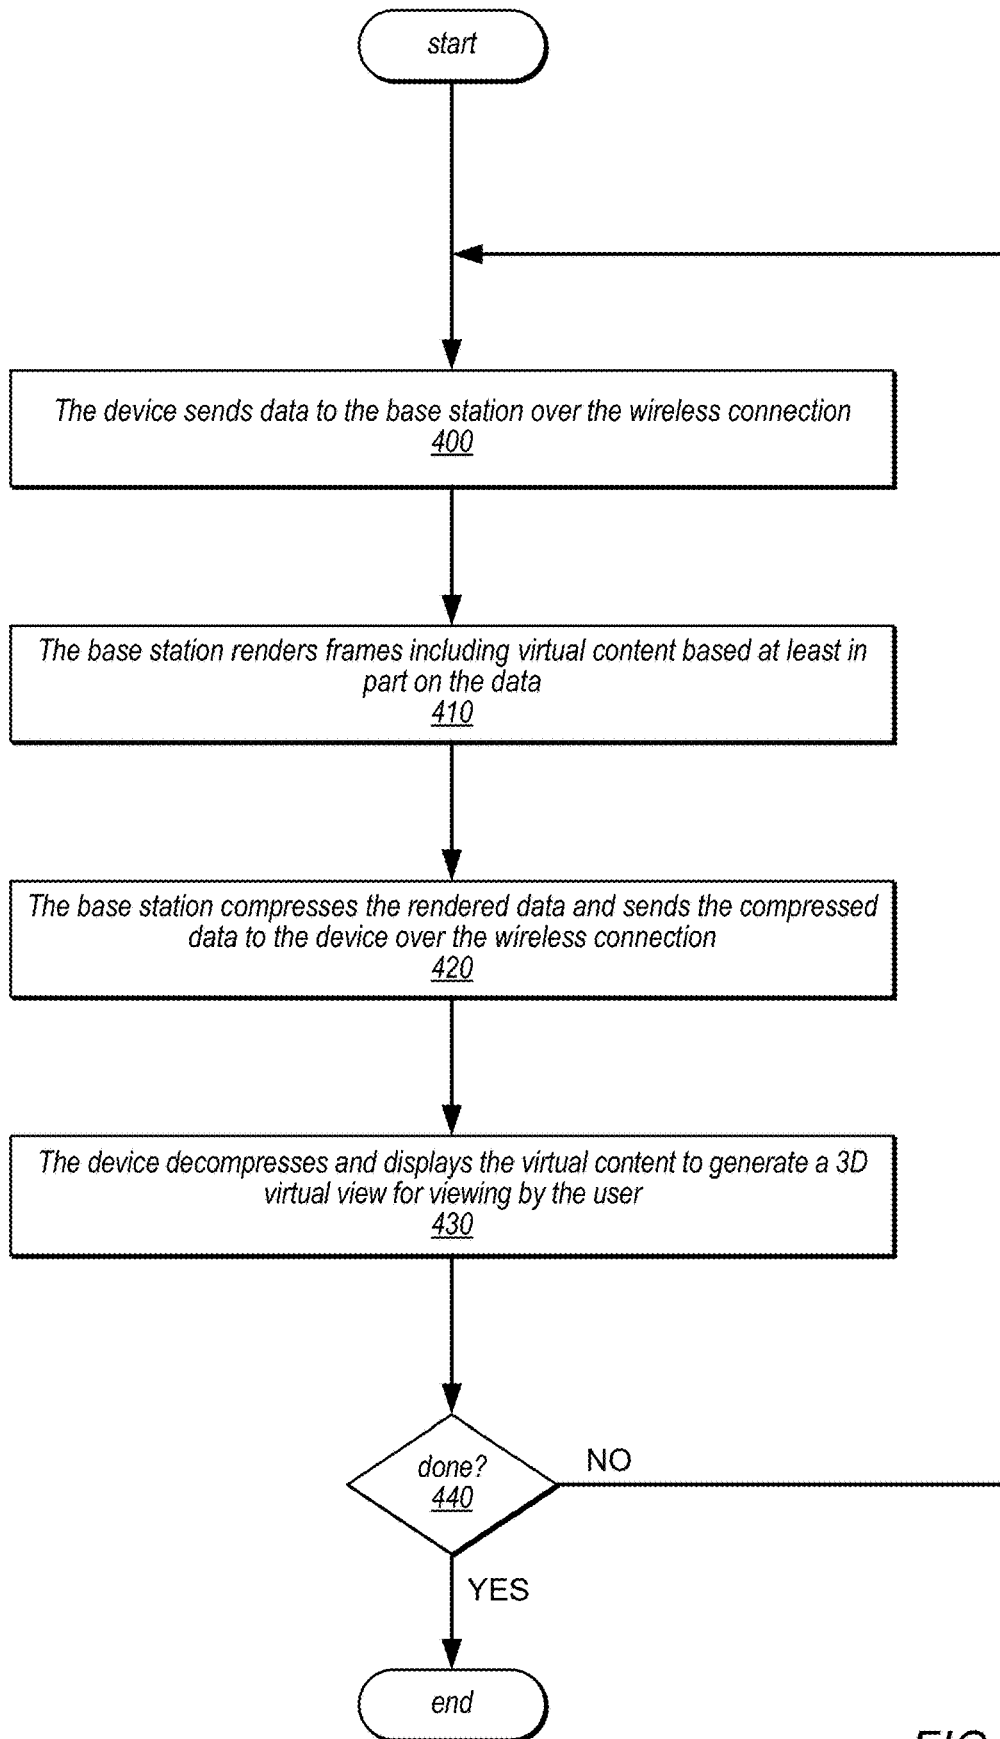 start
The device sends data to the base station over the wireless connection
400
The base station renders frames including virtual content based at least in
part on the data
410
The base station compresses the rendered data and sends the compressed
data to the device over the wireless connection
420
The device decompresses and displays the virtual content to generate a 3D
virtual view for viewing by the user
430
done?
440
NO
YES
end
FIG